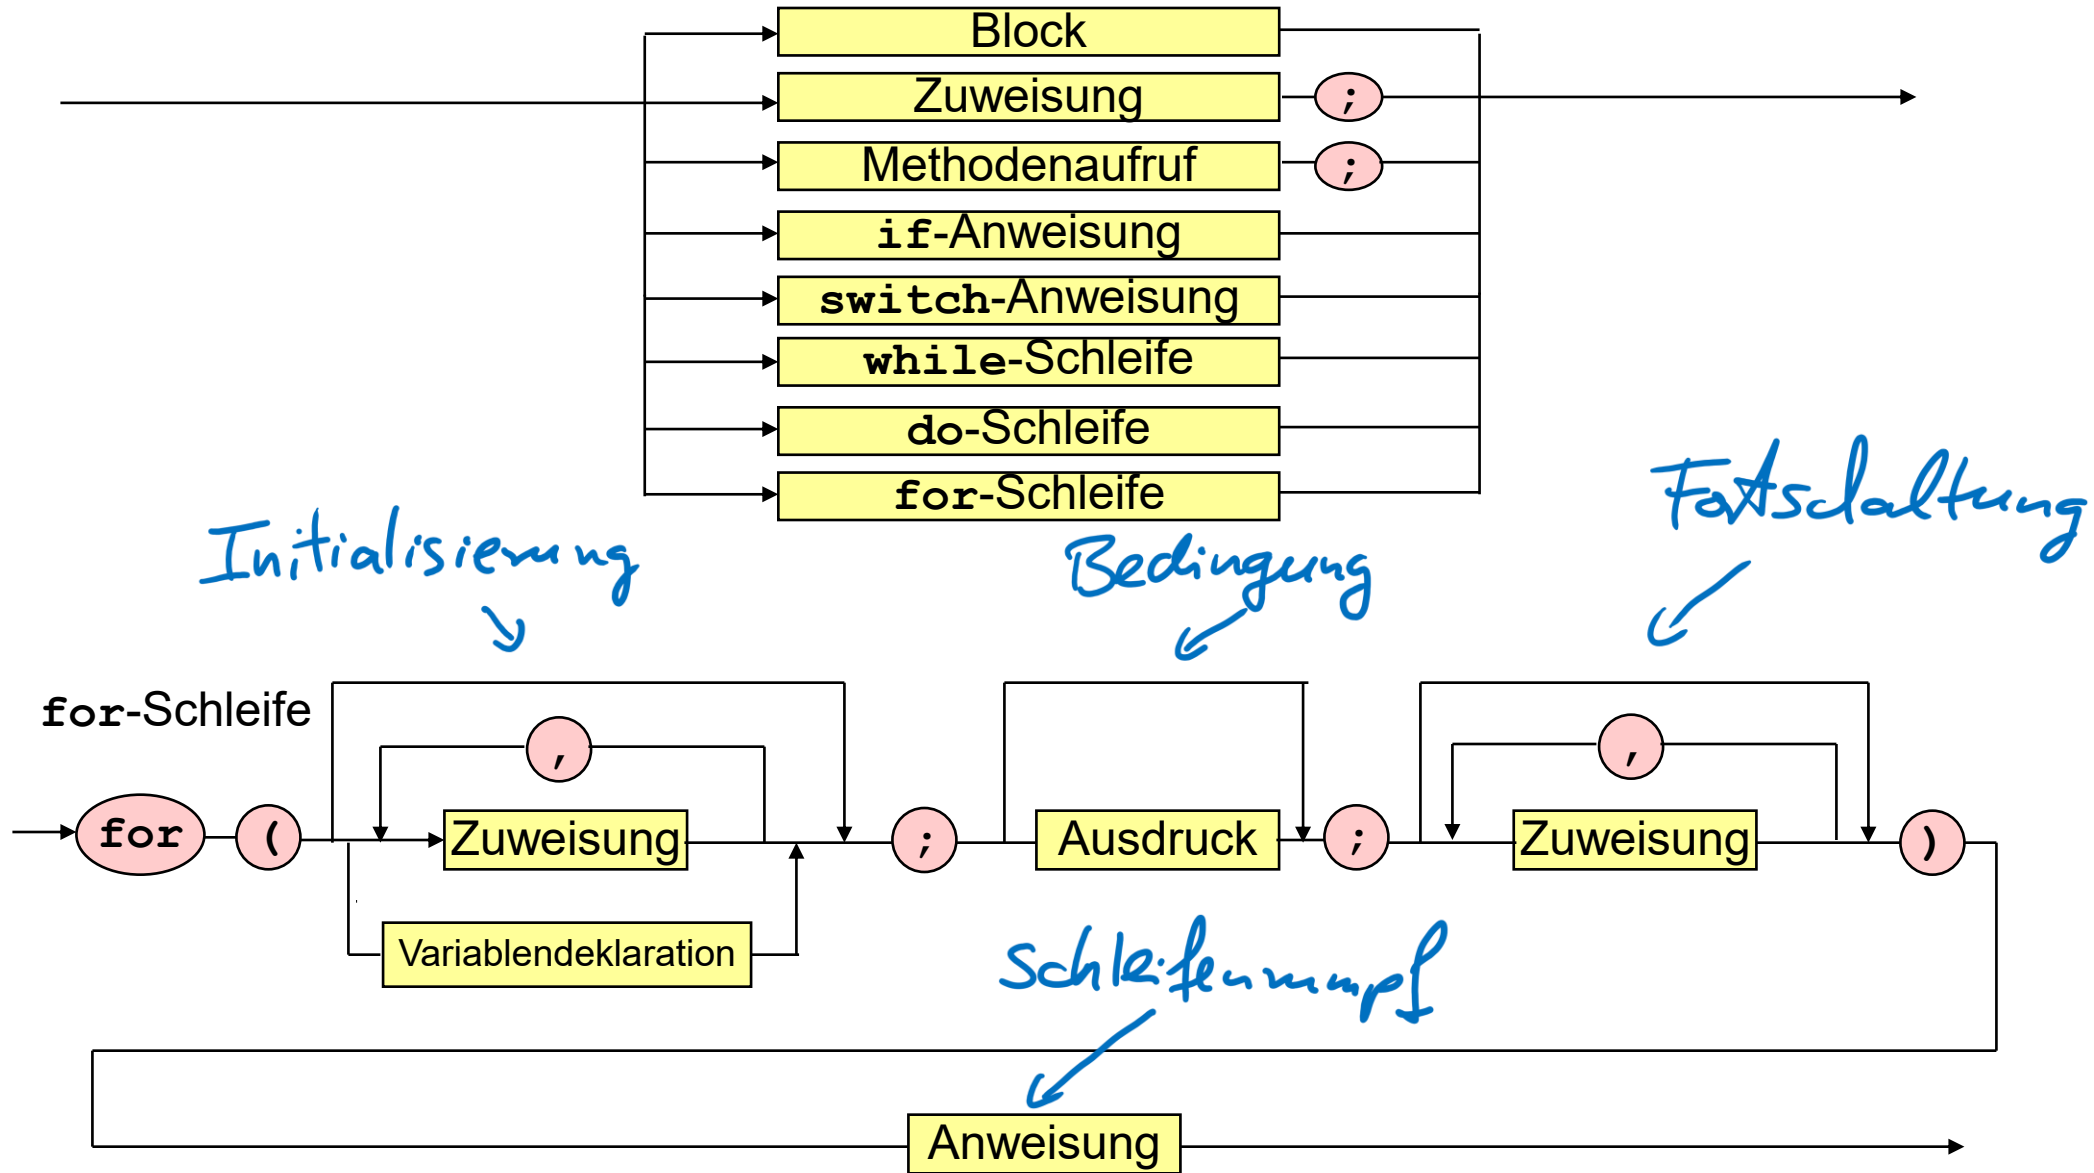 Block
Zuweisung ;
Methodenaufruf ;
if-Anweisung
switch-Anweisung
while-Schleife
do-Schleife
for-Schleife
Initialisierung Bedingung Fortschaltung
for-Schleife
, ,
for ( Zuweisung ; Ausdruck ; Zuweisung )
Variablendeklaration
Schleifenrumpf
Anweisung